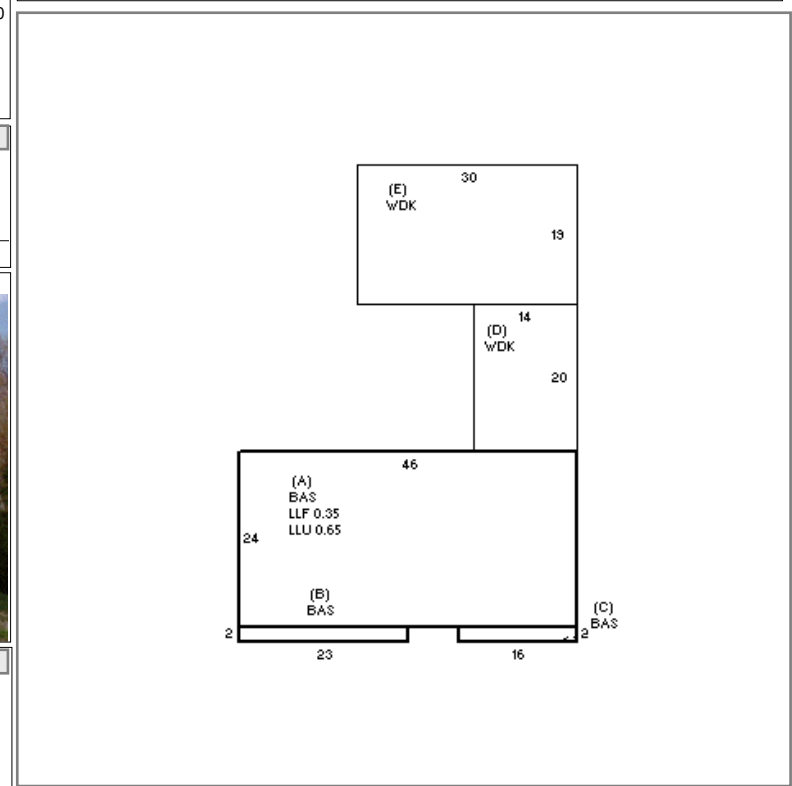 30
(E)
WDK
19
14
(D)
WDK
20
46
(A)
BAS
LLF 0.35
LLU 0.65
24
(B)
BAS
(C)
BAS
2
2
23
16